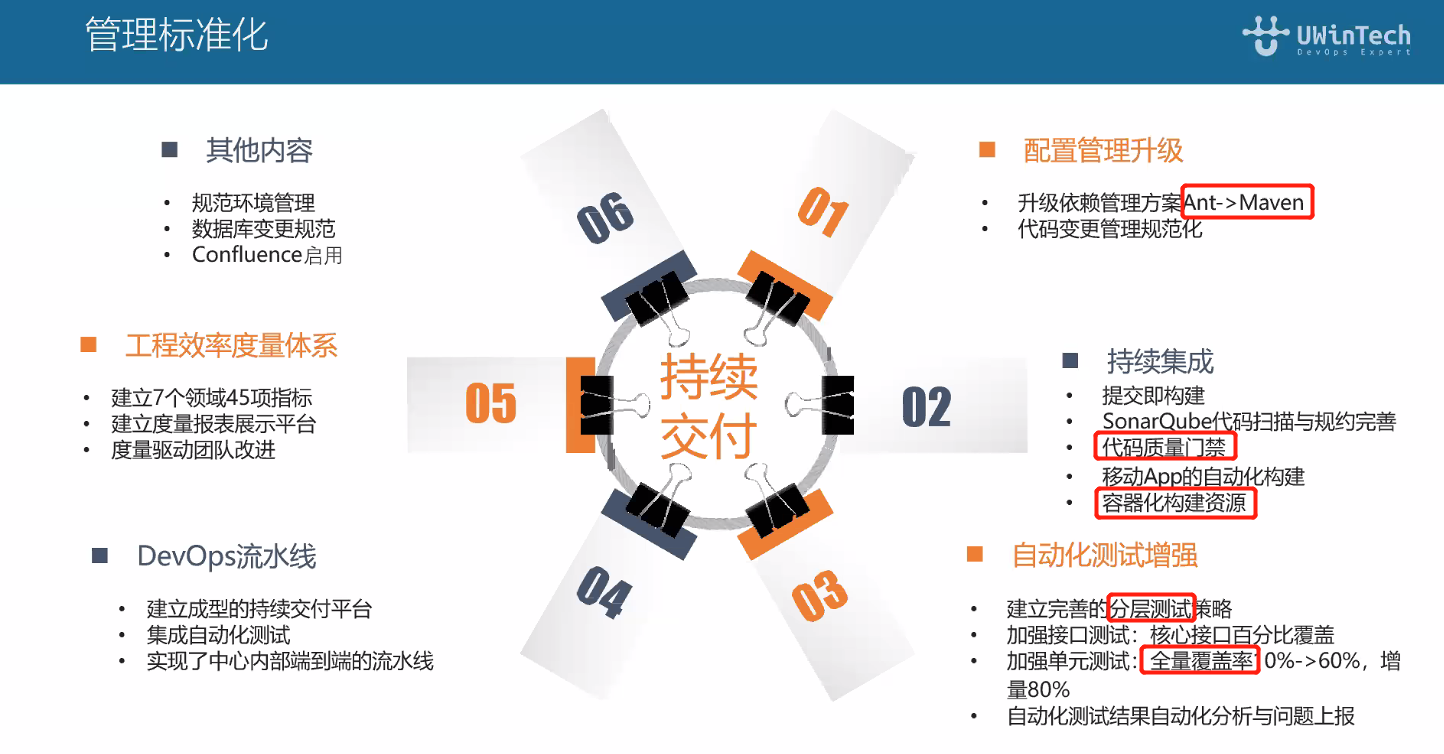 管理标准化
UWinTech
DevOps Expert
其他内容
规范环境管理
数据库变更规范
Confluence启用
06
01
配置管理升级
升级依赖管理方案Ant->Maven
代码变更管理规范化
工程效率度量体系
建立7个领域45项指标
建立度量报表展示平台
度量驱动团队改进
05
持续
交付
02
持续集成
提交即构建
SonarQube代码扫描与规约完善
代码质量门禁
移动App的自动化构建
容器化构建资源
DevOps流水线
建立成型的持续交付平台
集成自动化测试
实现了中心内部端到端的流水线
04
03
自动化测试增强
建立完善的分层测试策略
加强接口测试：核心接口百分比覆盖
加强单元测试：全量覆盖率10%->60%，增
量80%
自动化测试结果自动化分析与问题上报